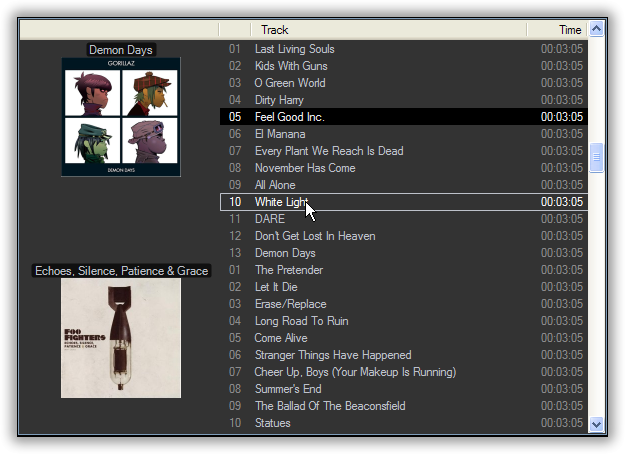 Track Time
Demon Days
GORILLAZ
DEMON DAYS
01 Last Living Souls 00:03:05
02 Kids With Guns 00:03:05
03 O Green World 00:03:05
04 Dirty Harry 00:03:05
05 Feel Good Inc. 00:03:05
06 El Manana 00:03:05
07 Every Plant We Reach Is Dead 00:03:05
08 November Has Come 00:03:05
09 All Alone 00:03:05
10 White Light 00:03:05
11 DARE 00:03:05
12 Don't Get Lost In Heaven 00:03:05
13 Demon Days 00:03:05
Echoes, Silence, Patience & Grace
FOO
FIGHTERS
ECHOES, SILENCE,
PATIENCE & GRACE
01 The Pretender 00:03:05
02 Let It Die 00:03:05
03 Erase/Replace 00:03:05
04 Long Road To Ruin 00:03:05
05 Come Alive 00:03:05
06 Stranger Things Have Happened 00:03:05
07 Cheer Up, Boys (Your Makeup Is Running) 00:03:05
08 Summer's End 00:03:05
09 The Ballad Of The Beaconsfield 00:03:05
10 Statues 00:03:05